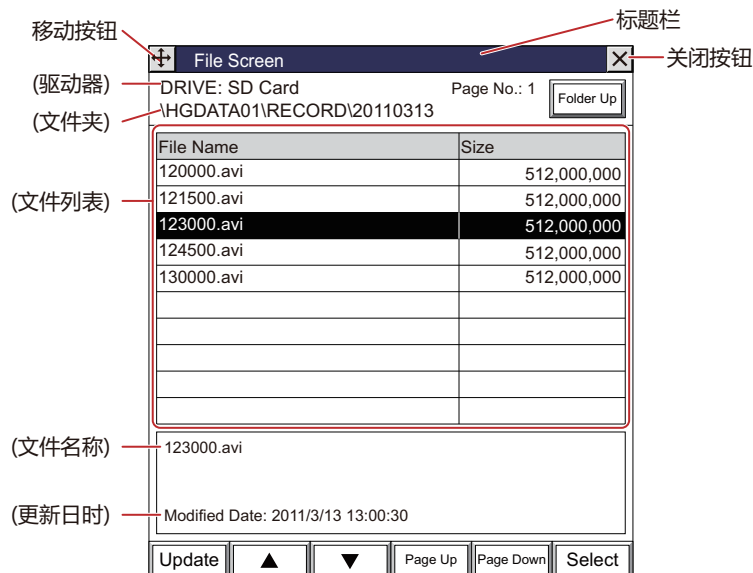 移动按钮
标题栏
File Screen
关闭按钮
(驱动器)
DRIVE: SD Card
Page No.: 1
Folder Up
(文件夹)
\HGDATA01\RECORD\20110313
File Name Size
120000.avi 512,000,000
(文件列表)
121500.avi 512,000,000
123000.avi 512,000,000
124500.avi 512,000,000
130000.avi 512,000,000
(文件名称)
123000.avi
(更新日时)
Modified Date: 2011/3/13 13:00:30
Update ▲ ▼ Page Up Page Down Select